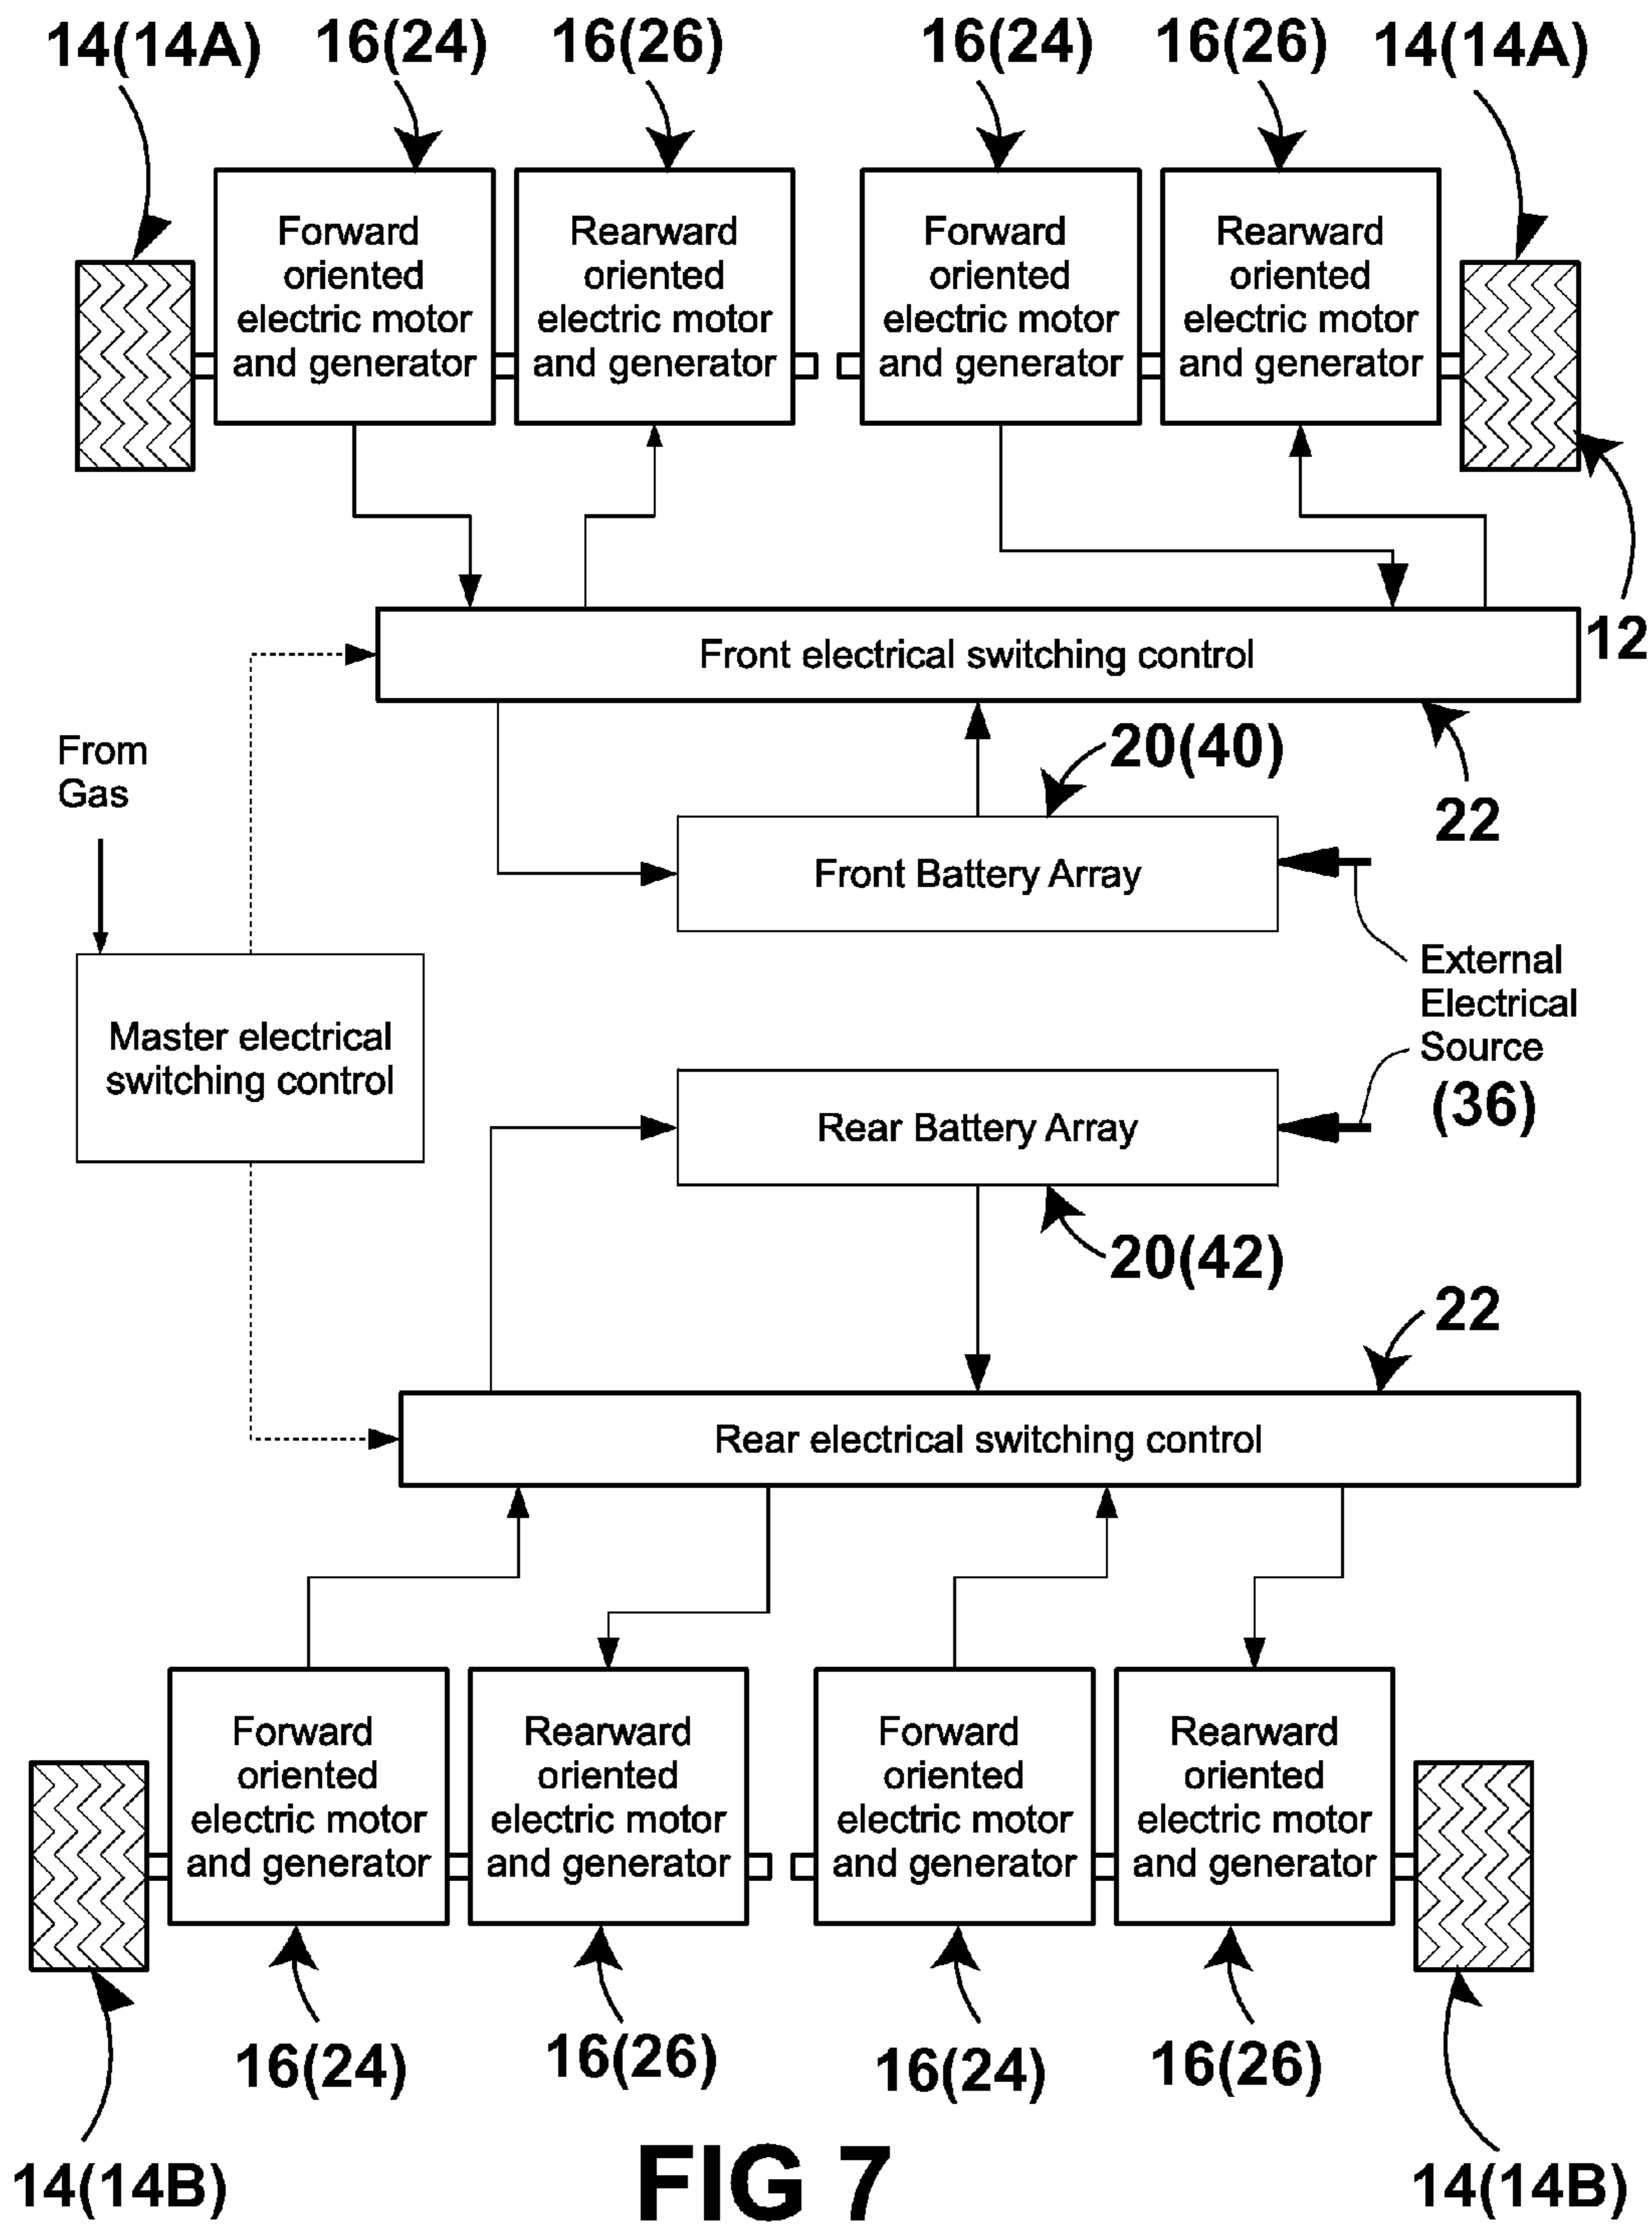 14(14A) 16(24) 16(26) 16(24) 16(26) 14(14A)
Forward
oriented
electric motor
and generator
Rearward
oriented
electric motor
and generator
Forward
oriented
electric motor
and generator
Rearward
oriented
electric motor
and generator
Front electrical switching control
12
From
Gas
20(40)
22
Front Battery Array
External
Electrical
Source
(36)
Master electrical
switching control
Rear Battery Array
20(42)
22
Rear electrical switching control
Forward
oriented
electric motor
and generator
Rearward
oriented
electric motor
and generator
Forward
oriented
electric motor
and generator
Rearward
oriented
electric motor
and generator
16(24) 16(26) 16(24) 16(26)
14(14B) FIG 7 14(14B)